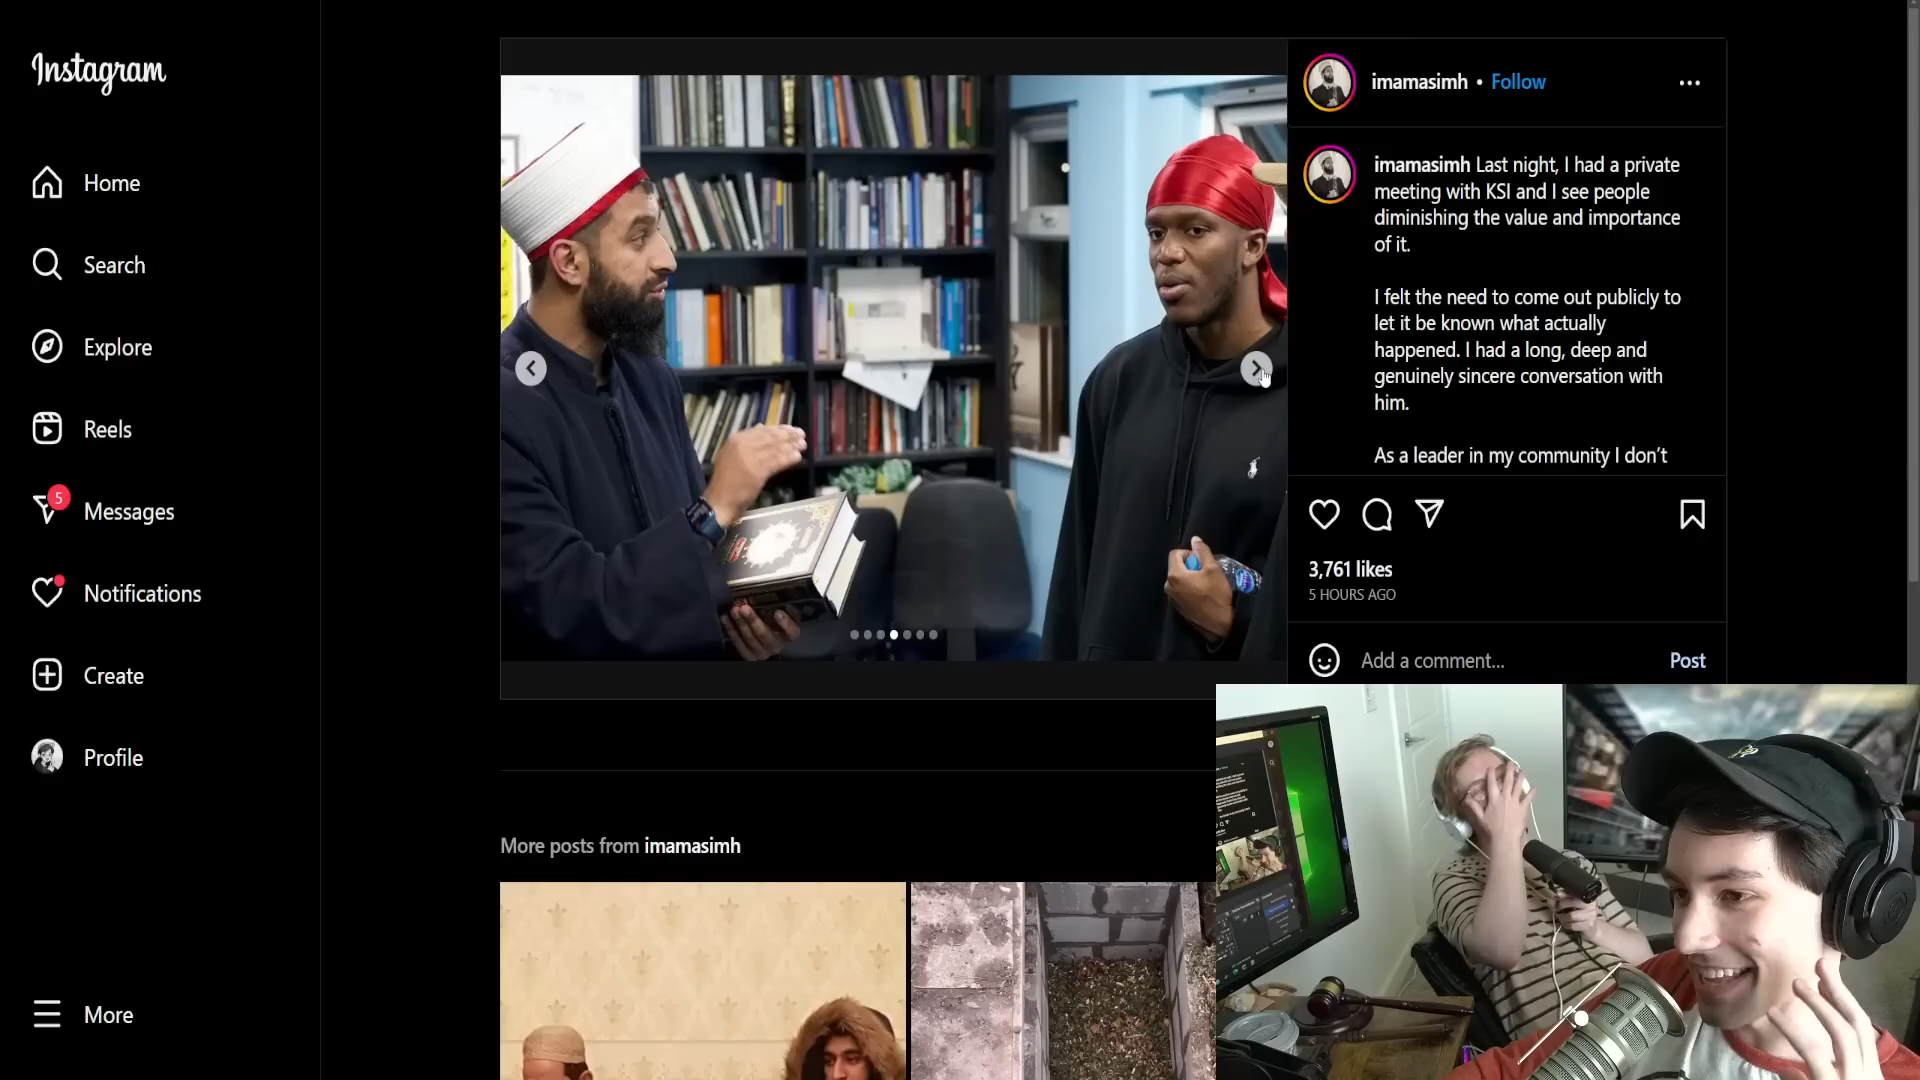 Instagram
Home
Search
Explore
Reels
5
Messages
Notifications
Create
Profile
More
imamasimh • Follow
imamasimh Last night, I had a private
meeting with KSI and I see people
diminishing the value and importance
of it.
I felt the need to come out publicly to
let it be known what actually
happened. I had a long, deep and
genuinely sincere conversation with
him.
As a leader in my community I don’t
3,761 likes
5 HOURS AGO
Add a comment...
Post
More posts from imamasimh